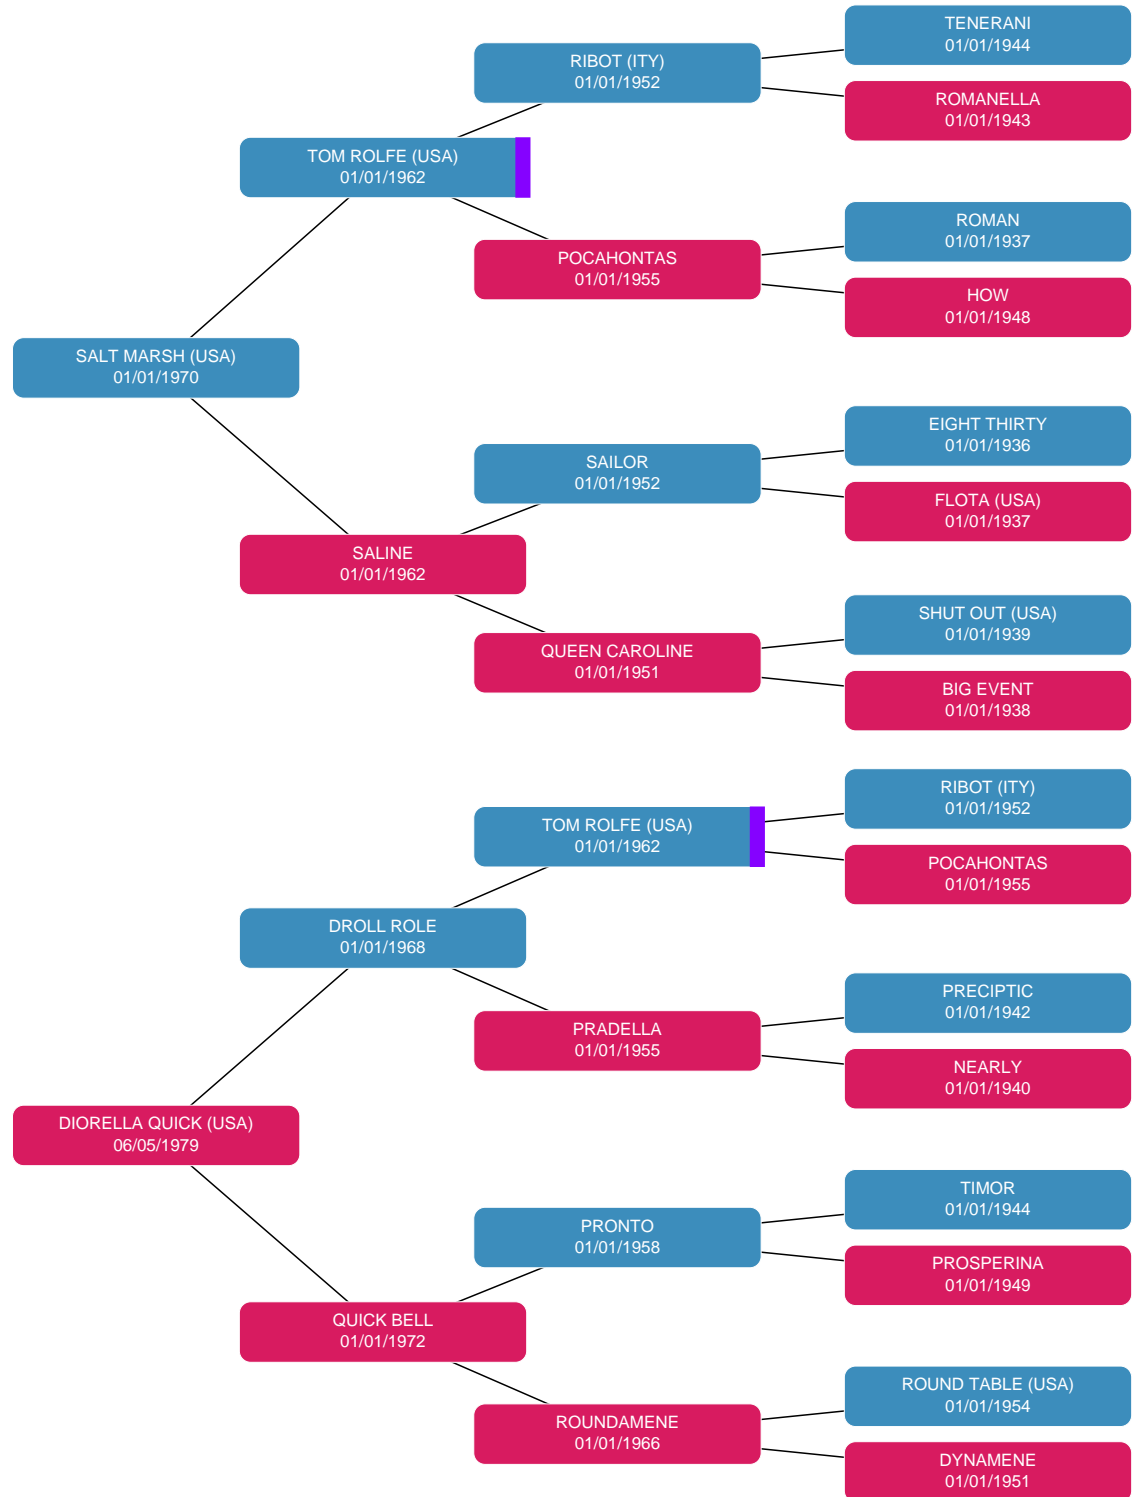 TENERANI
01/01/1944
RIBOT (ITY)
01/01/1952
ROMANELLA
01/01/1943
TOM ROLFE (USA)
01/01/1962
ROMAN
01/01/1937
POCAHONTAS
01/01/1955
HOW
01/01/1948
SALT MARSH (USA)
01/01/1970
EIGHT THIRTY
01/01/1936
SAILOR
01/01/1952
FLOTA (USA)
01/01/1937
SALINE
01/01/1962
SHUT OUT (USA)
01/01/1939
QUEEN CAROLINE
01/01/1951
BIG EVENT
01/01/1938
RIBOT (ITY)
01/01/1952
TOM ROLFE (USA)
01/01/1962
POCAHONTAS
01/01/1955
DROLL ROLE
01/01/1968
PRECIPTIC
01/01/1942
PRADELLA
01/01/1955
NEARLY
01/01/1940
DIORELLA QUICK (USA)
06/05/1979
TIMOR
01/01/1944
PRONTO
01/01/1958
PROSPERINA
01/01/1949
QUICK BELL
01/01/1972
ROUND TABLE (USA)
01/01/1954
ROUNDAMENE
01/01/1966
DYNAMENE
01/01/1951